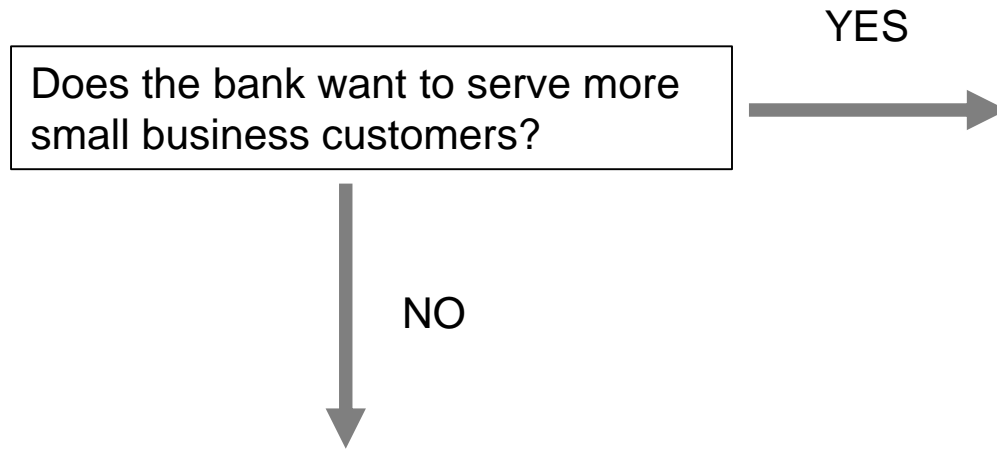 YES
Does the bank want to serve more
small business customers?
NO